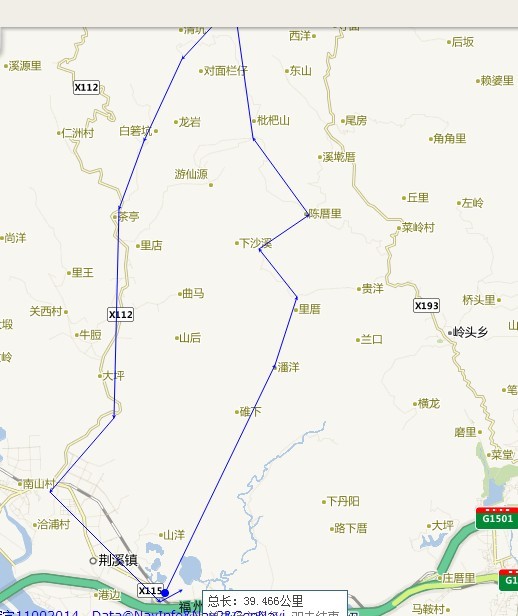 清坑
西洋
后坂
溪源里
对面栏仔
东山
赖婆里
X112
龙岩
枇杷山
尾房
仁洲村
白箬坑
角角里
溪墘厝
游仙源
丘里
左岭
茶亭
陈厝里
菜岭村
尚洋
里店
下沙溪
里王
曲马
贵洋
桥头里
关西村
X112
里厝
X193
岭头乡
牛胆
山后
兰口
大坪
潘洋
碓下
横龙
磨里
菜堂
南山村
下丹阳
G1501
洽浦村
山洋
路下厝
大坪
荆溪镇
X115
庄厝里
港边
总长: 39.466公里
福州
马鞍村